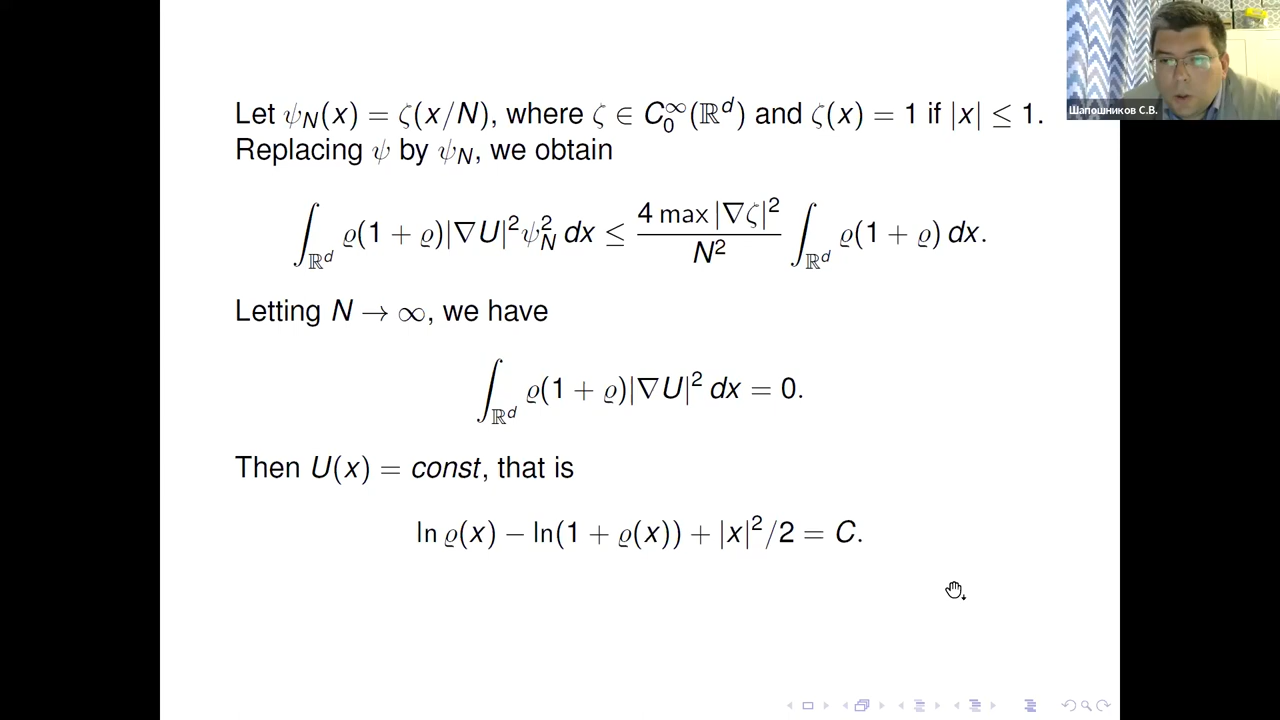 Let ψ_N(x) = ζ(x/N), where ζ ∈ C_0^∞(ℝ^d) and ζ(x) = 1 if |x| ≤ 1.
Replacing ψ by ψ_N, we obtain
∫_{ℝ^d} ϱ(1 + ϱ)|∇U|^2 ψ_N^2 dx ≤ \frac{4 max |∇ζ|^2}{N^2} ∫_{ℝ^d} ϱ(1 + ϱ) dx.
Letting N → ∞, we have
∫_{ℝ^d} ϱ(1 + ϱ)|∇U|^2 dx = 0.
Then U(x) = const, that is
ln ϱ(x) − ln(1 + ϱ(x)) + |x|^2/2 = C.
Шапошников С.В.